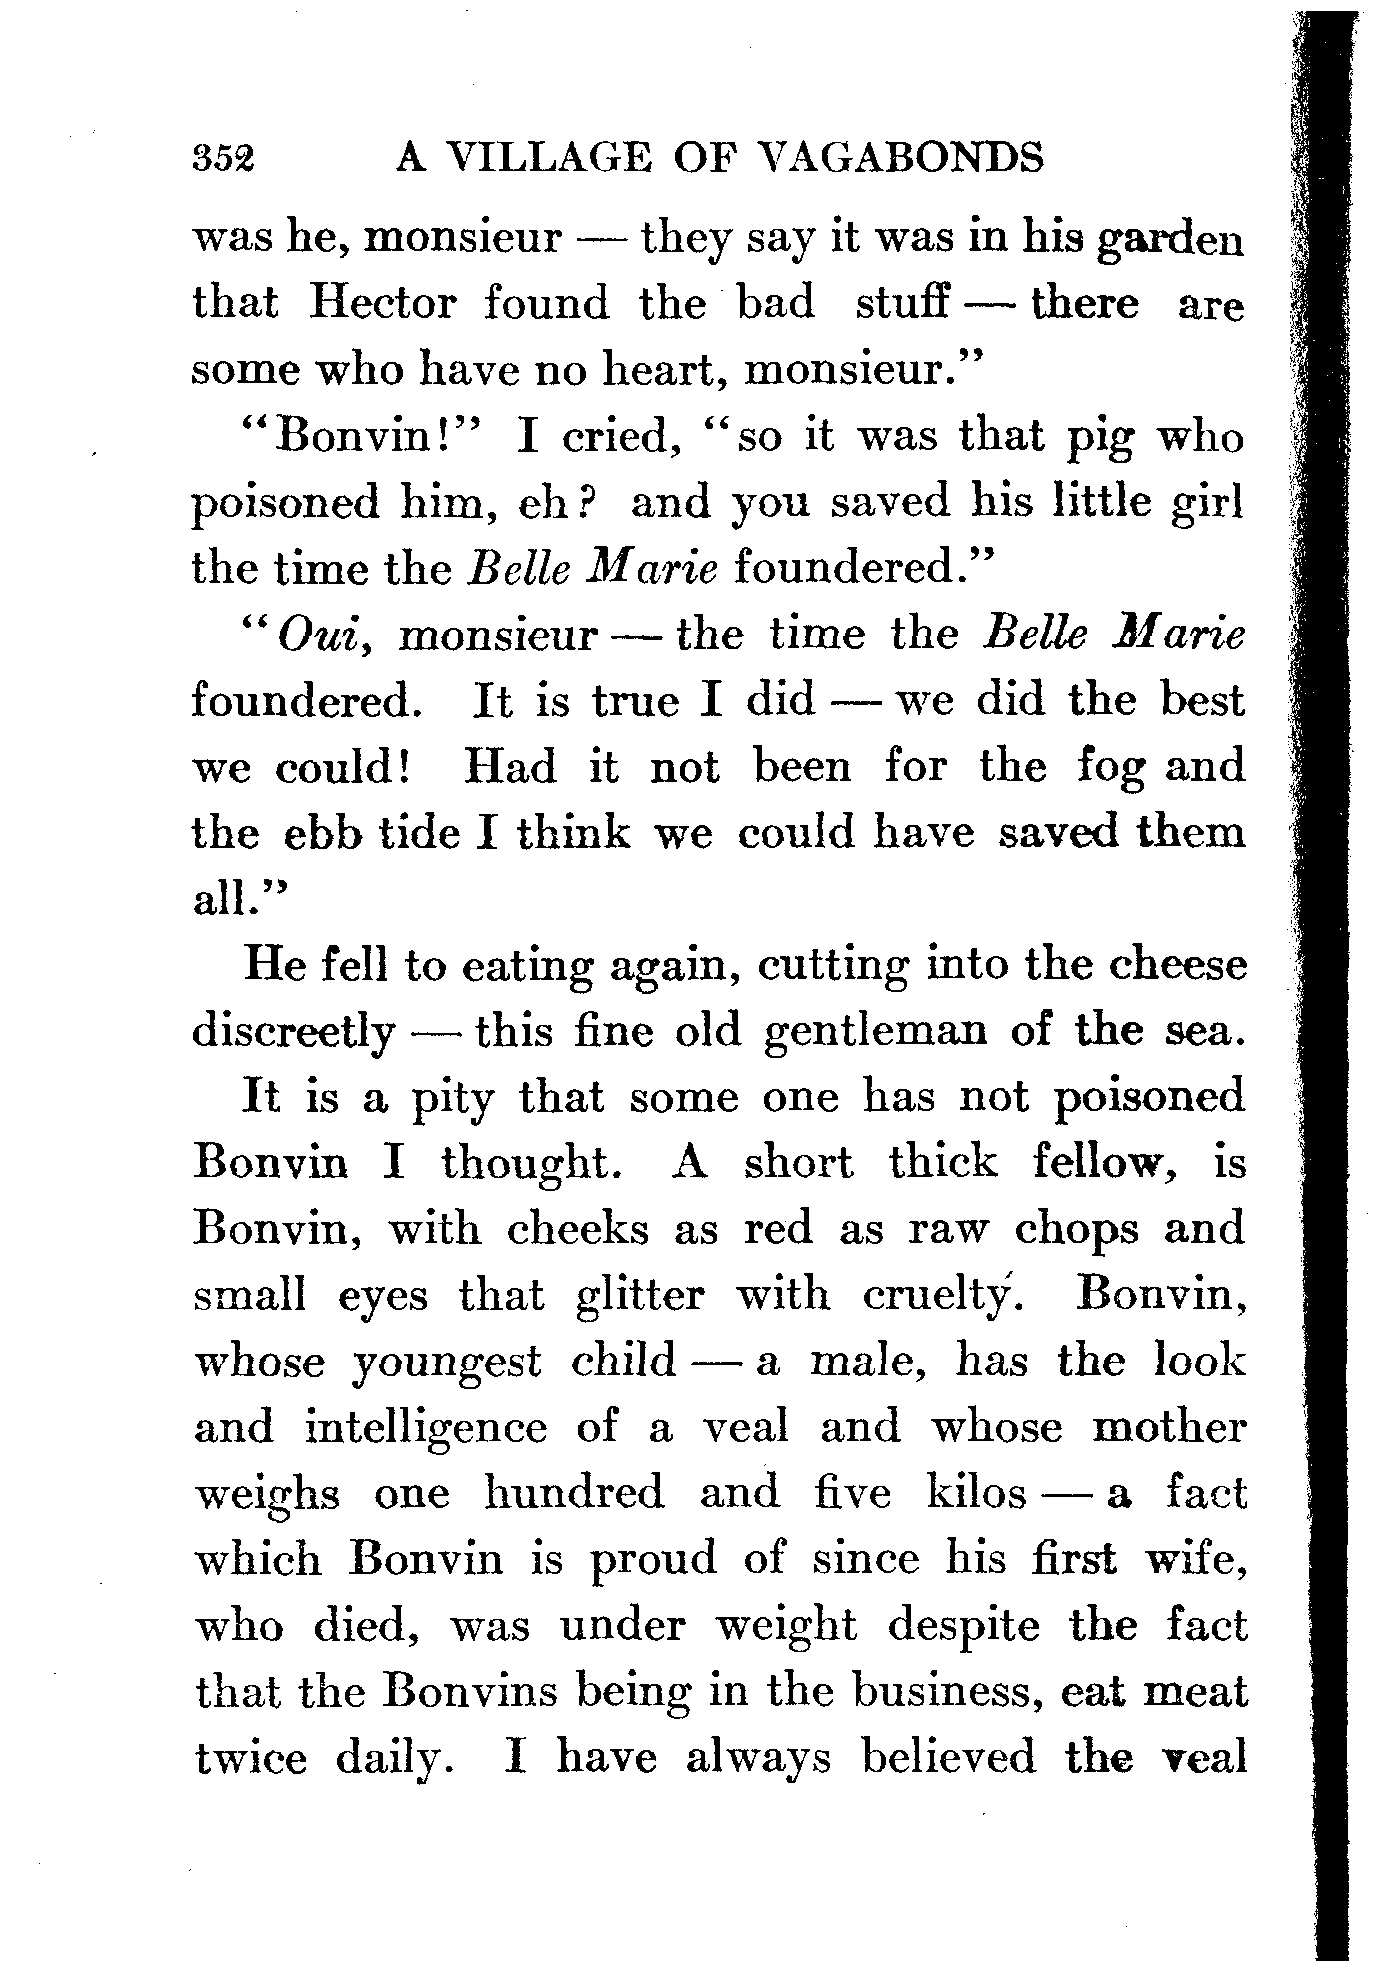 352 A VILLAGE OF VAGABONDS
was he, monsieur — they say it was in his garden
that Hector found the bad stuff — there are
some who have no heart, monsieur."
"Bonvin!" I cried, "so it was that pig who
poisoned him, eh? and you saved his little girl
the time the Belle Marie foundered."
"Oui, monsieur — the time the Belle Marie
foundered. It is true I did — we did the best
we could! Had it not been for the fog and
the ebb tide I think we could have saved them
all."
He fell to eating again, cutting into the cheese
discreetly — this fine old gentleman of the sea.
It is a pity that some one has not poisoned
Bonvin I thought. A short thick fellow, is
Bonvin, with cheeks as red as raw chops and
small eyes that glitter with cruelty. Bonvin,
whose youngest child — a male, has the look
and intelligence of a veal and whose mother
weighs one hundred and five kilos — a fact
which Bonvin is proud of since his first wife,
who died, was under weight despite the fact
that the Bonvins being in the business, eat meat
twice daily. I have always believed the veal